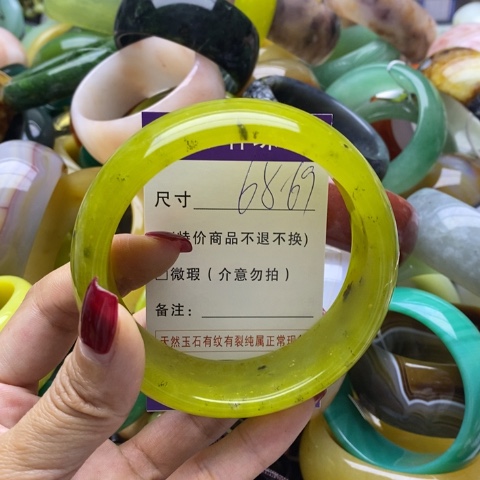 尺寸 68-69
特价商品不退不换)
微瑕（介意勿拍）
备注：
天然玉石有纹有裂纯属正常现